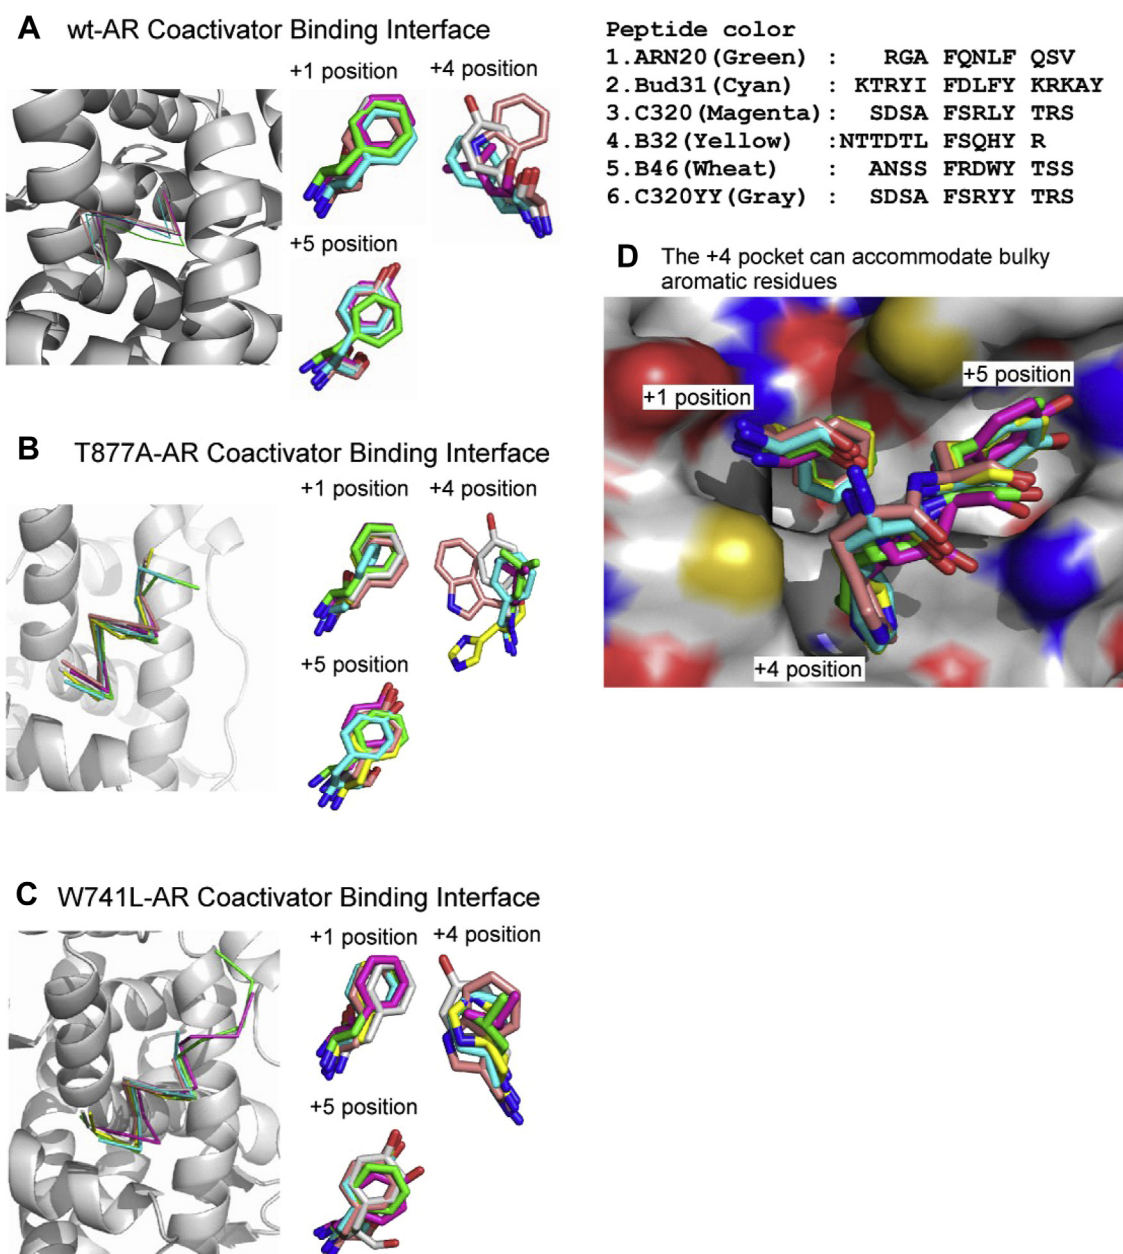 A wt-AR Coactivator Binding Interface
+1 position
+4 position
+5 position
B T877A-AR Coactivator Binding Interface
+1 position
+4 position
+5 position
C W741L-AR Coactivator Binding Interface
+1 position
+4 position
+5 position
Peptide color
1.ARN20(Green) : RGA FQNLF QSV
2.Bud31(Cyan) : KTRYI FDLFY KRKAY
3.C320(Magenta): SDSA FSRLY TRS
4.B32(Yellow) :NTTDTL FSQHY R
5.B46(Wheat) : ANSS FRDWY TSS
6.C320YY(Gray) : SDSA FSRYY TRS
D The +4 pocket can accommodate bulky
aromatic residues
+1 position
+5 position
+4 position